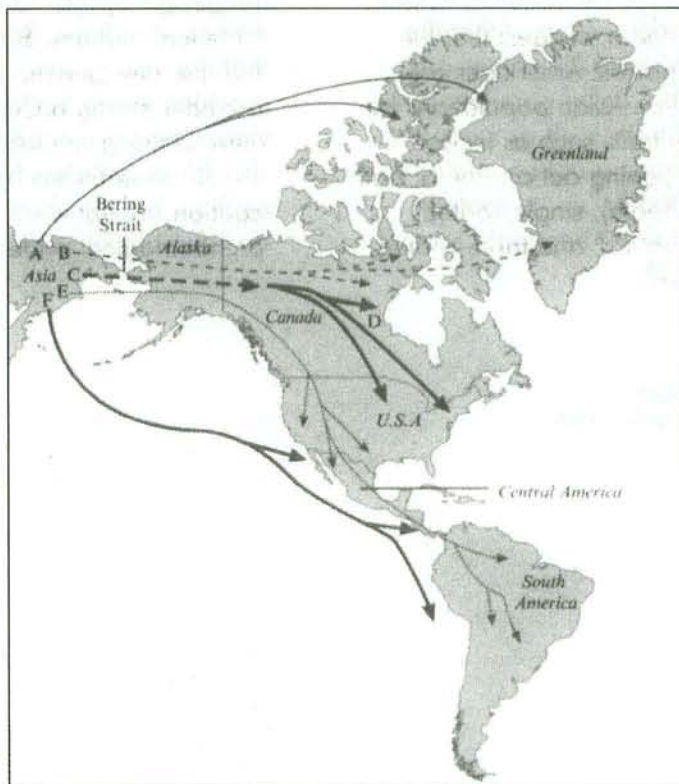 Greenland
Bering
Strait
Alaska
A
B
C
Asia
E
F
Canada
D
U.S.A
Central America
South
America